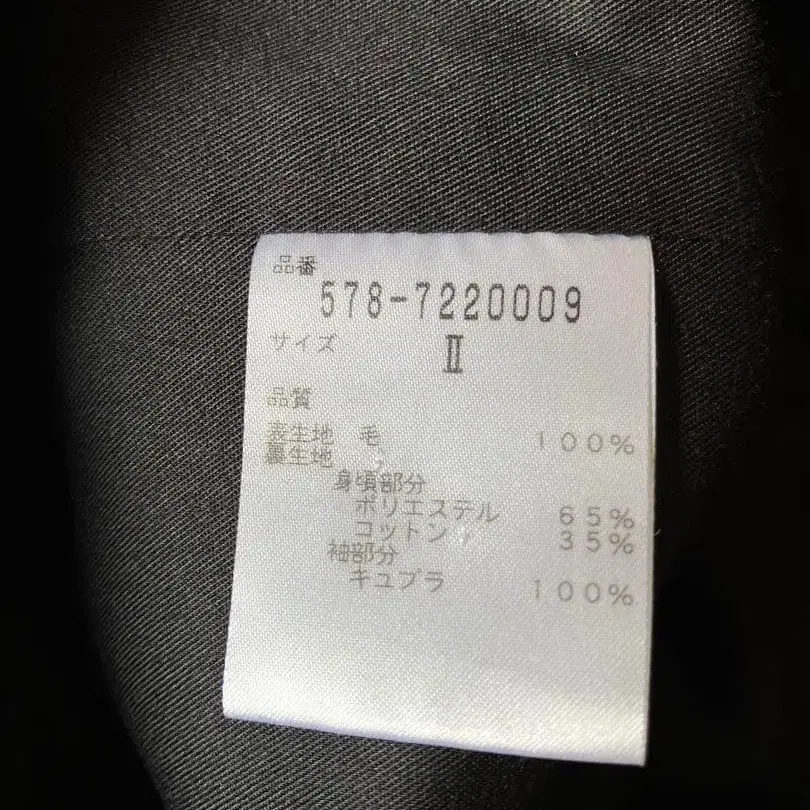 品番
578-7220009
サイズ Ⅱ
品質
表生地 毛 100%
裏生地
身頃部分
ポリエステル 65%
コットン 35%
袖部分
キュプラ 100%